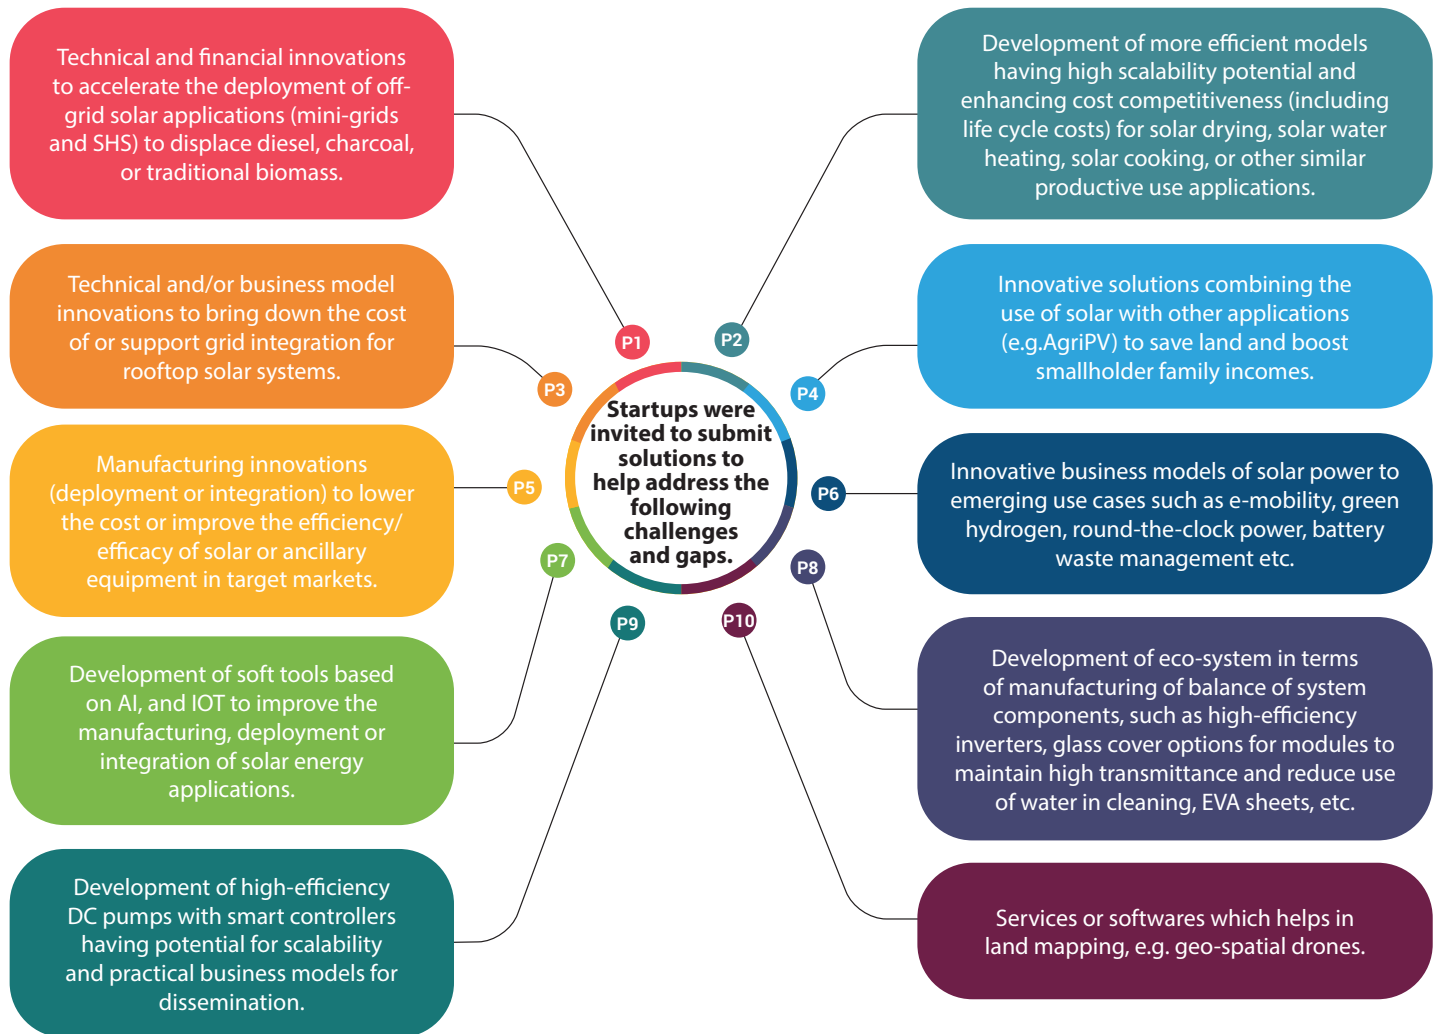 Technical and financial innovations
to accelerate the deployment of off-
grid solar applications (mini-grids
and SHS) to displace diesel, charcoal,
or traditional biomass.
Development of more efficient models
having high scalability potential and
enhancing cost competitiveness (including
life cycle costs) for solar drying, solar water
heating, solar cooking, or other similar
productive use applications.
Technical and/or business model
innovations to bring down the cost
of or support grid integration for
rooftop solar systems.
Innovative solutions combining the
use of solar with other applications
(e.g.AgriPV) to save land and boost
smallholder family incomes.
Manufacturing innovations
(deployment or integration) to lower
the cost or improve the efficiency/
efficacy of solar or ancillary
equipment in target markets.
Innovative business models of solar power to
emerging use cases such as e-mobility, green
hydrogen, round-the-clock power, battery
waste management etc.
Development of soft tools based
on AI, and IOT to improve the
manufacturing, deployment or
integration of solar energy
applications.
Development of eco-system in terms
of manufacturing of balance of system
components, such as high-efficiency
inverters, glass cover options for modules to
maintain high transmittance and reduce use
of water in cleaning, EVA sheets, etc.
Development of high-efficiency
DC pumps with smart controllers
having potential for scalability
and practical business models for
dissemination.
Services or softwares which helps in
land mapping, e.g. geo-spatial drones.
P1
P2
P3
P4
P5
P6
P7
P8
P9
P10
Startups were
invited to submit
solutions to
help address the
following
challenges
and gaps.